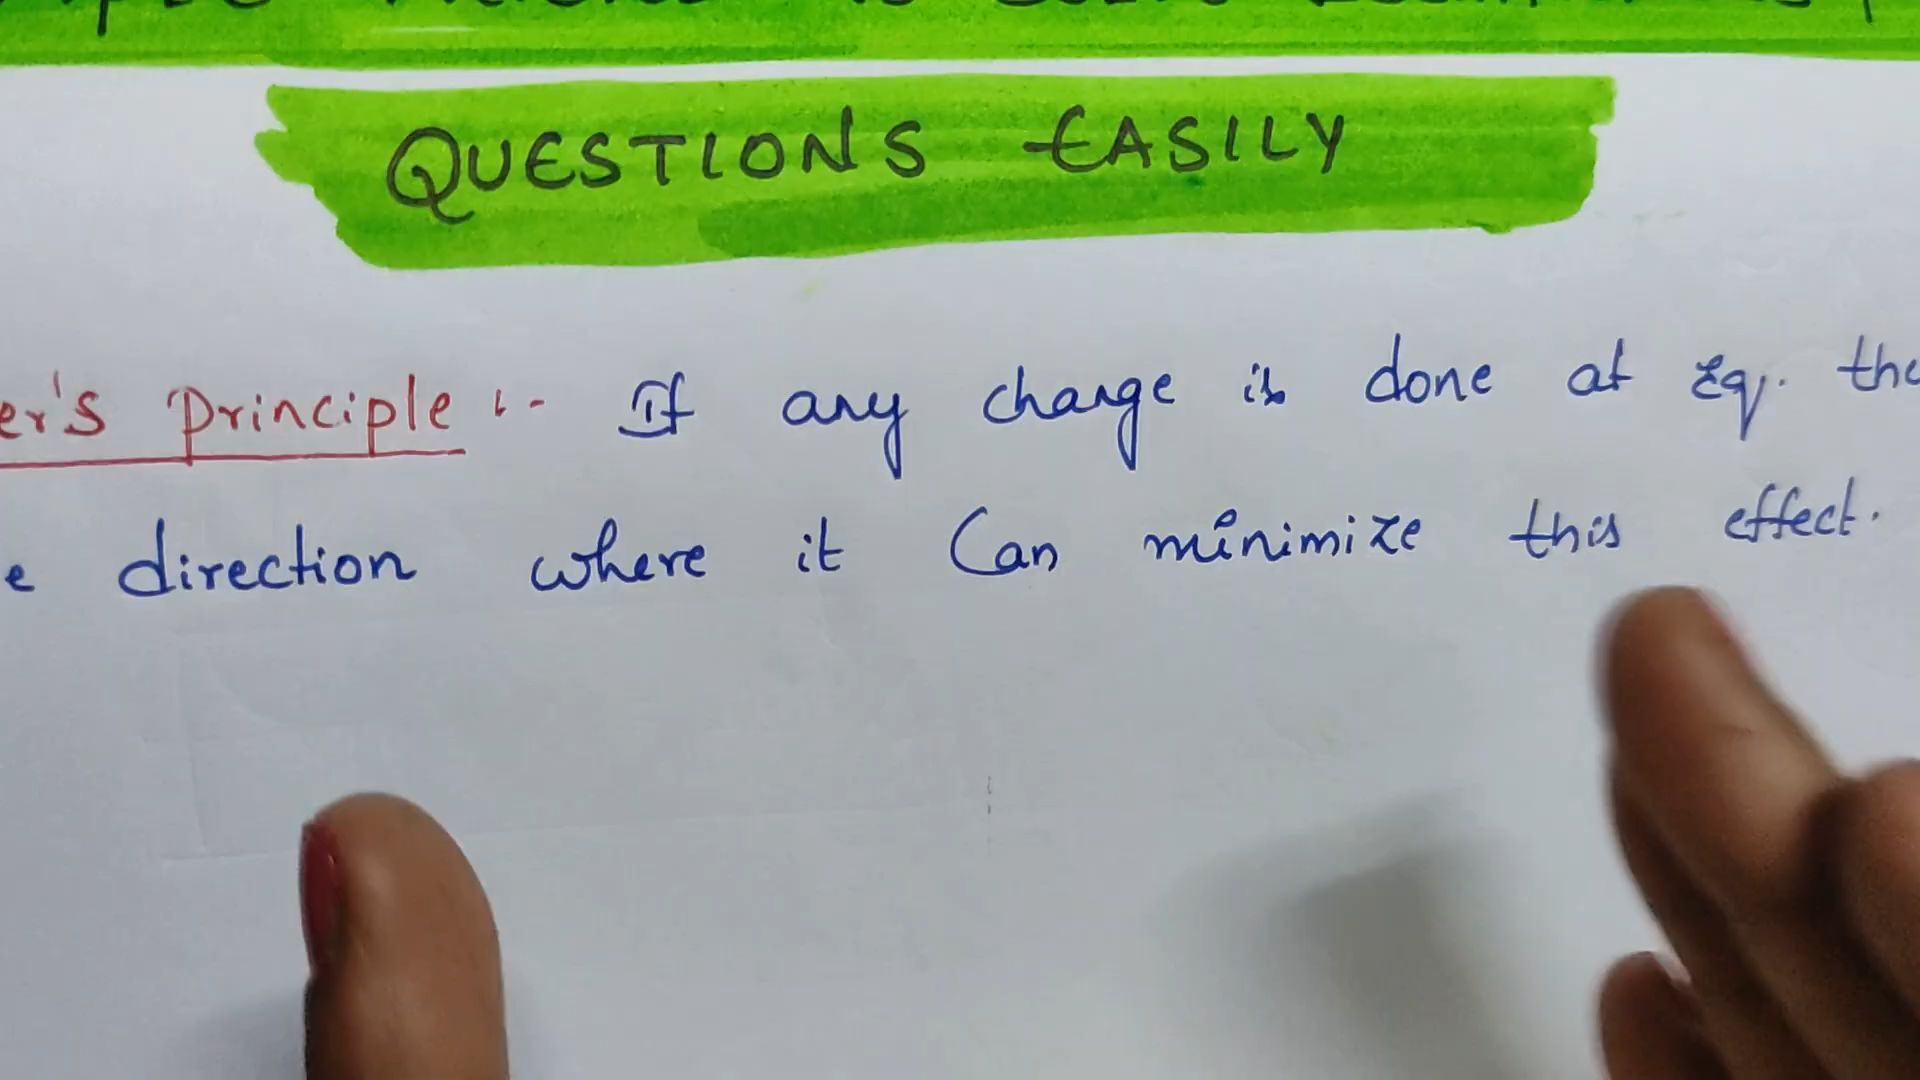 QUESTIONS EASILY
er's principle :- If any change is done at Eq. the
e direction where it Can minimize this effect.